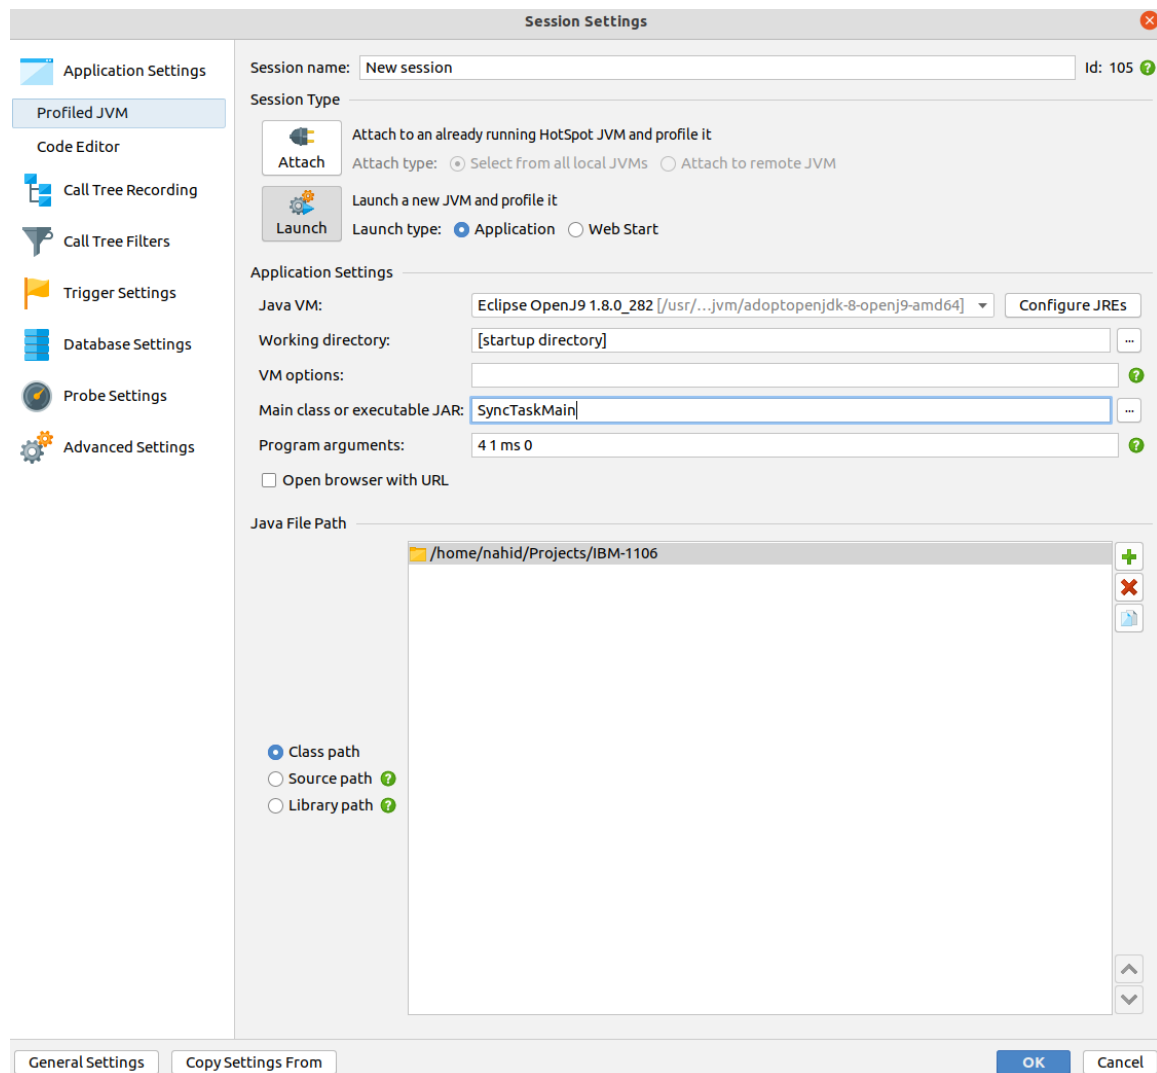 Session Settings
Application Settings
Profiled JVM
Code Editor
Call Tree Recording
Call Tree Filters
Trigger Settings
Database Settings
Probe Settings
Advanced Settings
Session name: New session Id: 105
Session Type
Attach to an already running HotSpot JVM and profile it
Attach
Attach type: Select from all local JVMs Attach to remote JVM
Launch a new JVM and profile it
Launch
Launch type: Application Web Start
Application Settings
Java VM: Eclipse OpenJ9 1.8.0_282 [/usr/...jvm/adoptopenjdk-8-openj9-amd64] Configure JREs
Working directory: [startup directory] ...
VM options:
Main class or executable JAR: SyncTaskMain ...
Program arguments: 4 1 ms 0
Open browser with URL
Java File Path
/home/nahid/Projects/IBM-1106
Class path
Source path
Library path
General Settings Copy Settings From OK Cancel